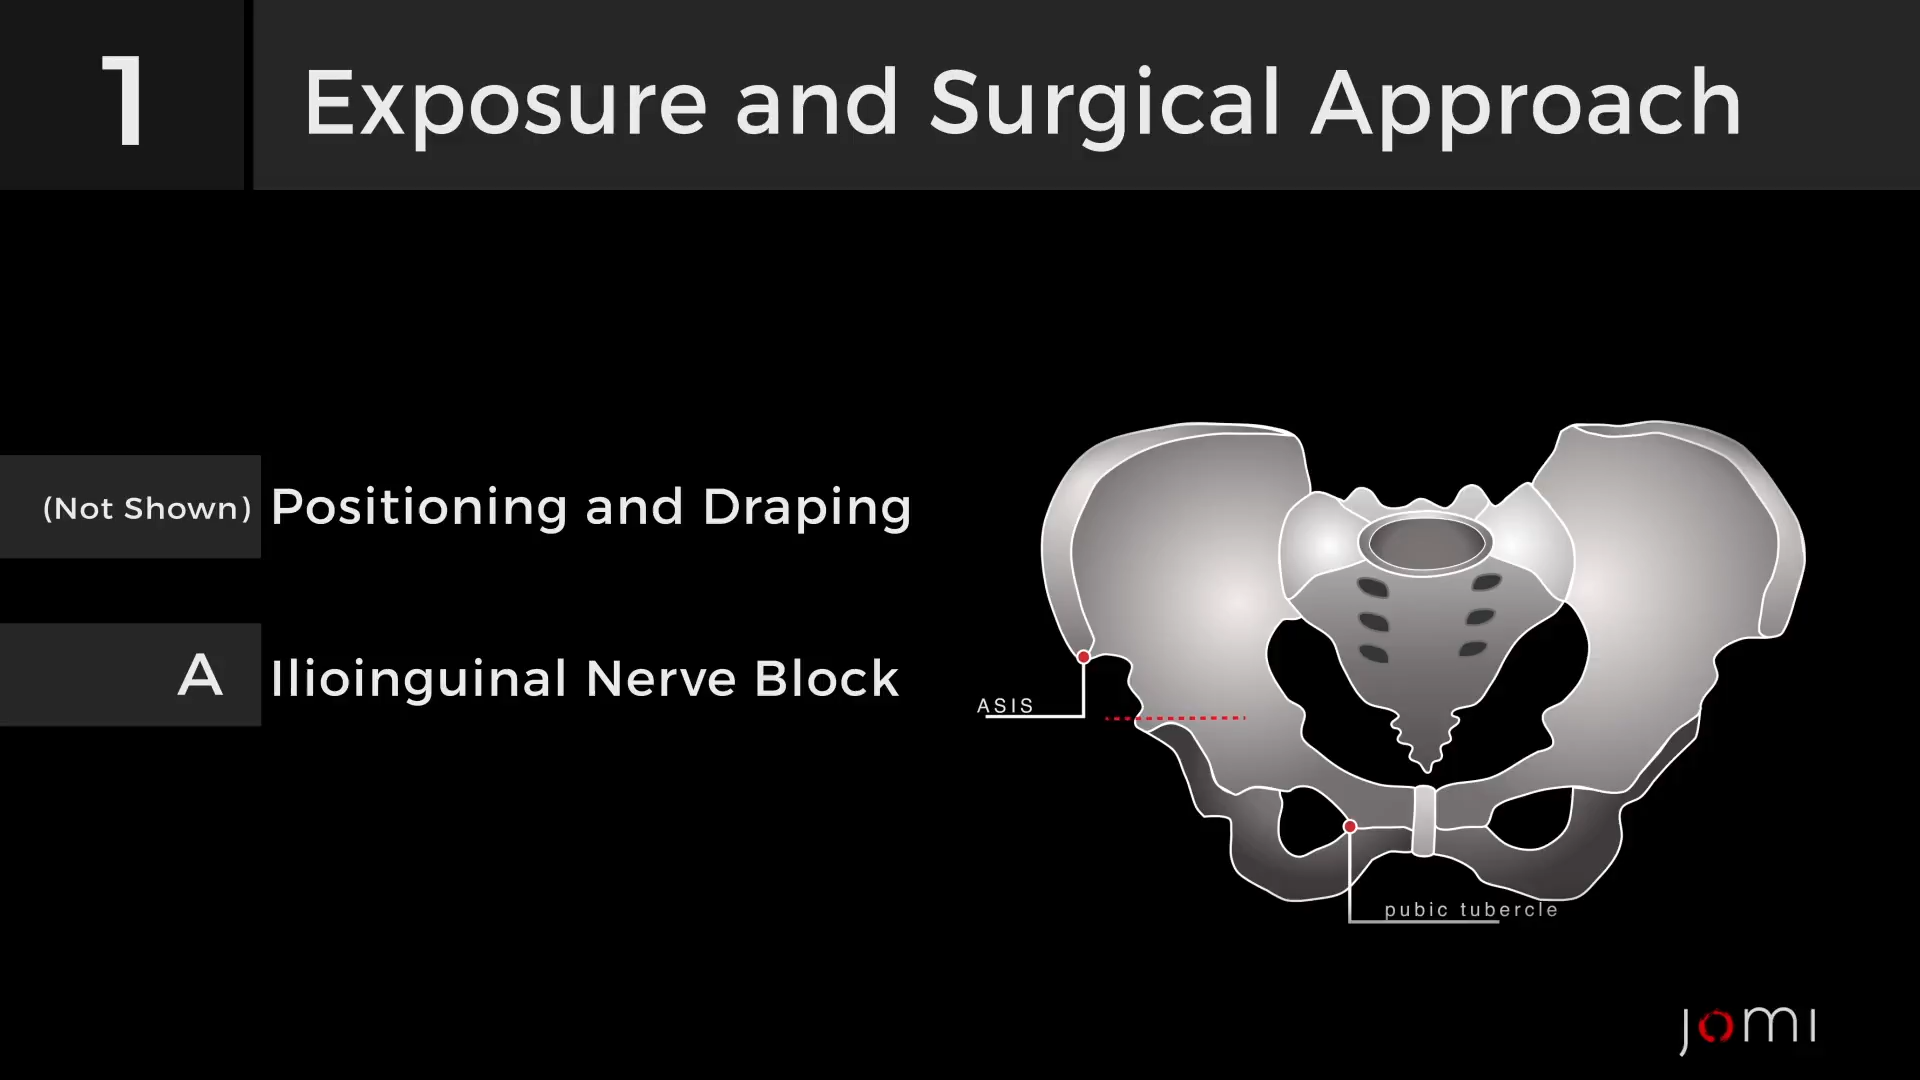 1
Exposure and Surgical Approach
(Not Shown) Positioning and Draping
A Ilioinguinal Nerve Block
ASIS
pubic tubercle
jomi